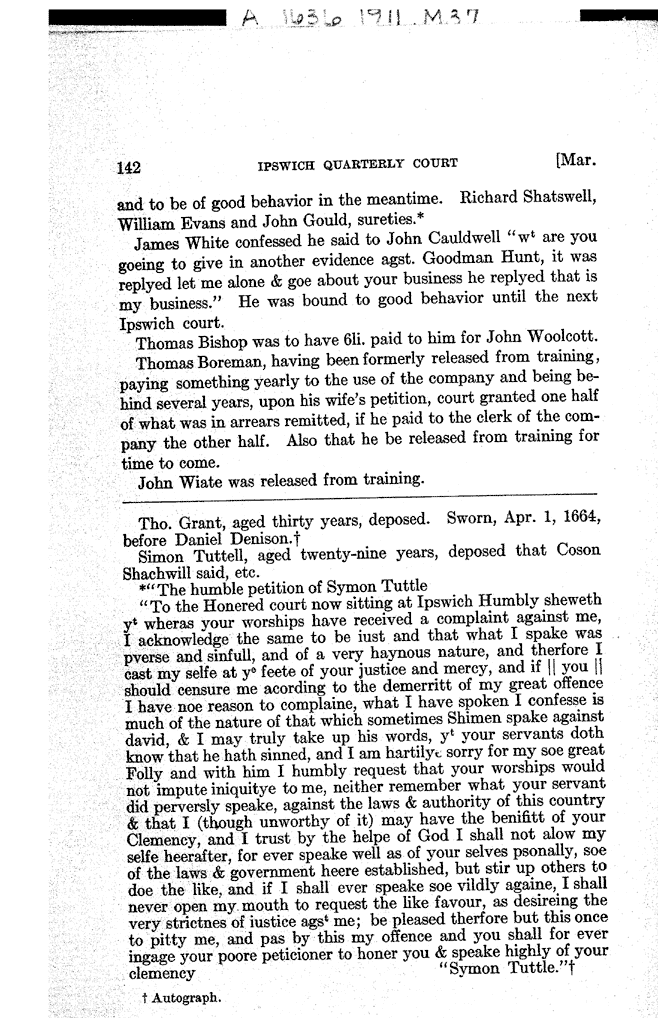 A 1636 1911 .M37
142 IPSWICH QUARTERLY COURT [Mar.
and to be of good behavior in the meantime. Richard Shatswell,
William Evans and John Gould, sureties.*
James White confessed he said to John Cauldwell "wᵗ are you
goeing to give in another evidence agst. Goodman Hunt, it was
replyed let me alone & goe about your business he replyed that is
my business." He was bound to good behavior until the next
Ipswich court.
Thomas Bishop was to have 6li. paid to him for John Woolcott.
Thomas Boreman, having been formerly released from training,
paying something yearly to the use of the company and being be-
hind several years, upon his wife's petition, court granted one half
of what was in arrears remitted, if he paid to the clerk of the com-
pany the other half. Also that he be released from training for
time to come.
John Wiate was released from training.
Tho. Grant, aged thirty years, deposed. Sworn, Apr. 1, 1664,
before Daniel Denison.†
Simon Tuttell, aged twenty-nine years, deposed that Coson
Shachwill said, etc.
*"The humble petition of Symon Tuttle
"To the Honered court now sitting at Ipswich Humbly sheweth
yᵗ wheras your worships have received a complaint against me,
I acknowledge the same to be iust and that what I spake was
pverse and sinfull, and of a very haynous nature, and therfore I
cast my selfe at yᵉ feete of your justice and mercy, and if || you ||
should censure me acording to the demerritt of my great offence
I have noe reason to complaine, what I have spoken I confesse is
much of the nature of that which sometimes Shimen spake against
david, & I may truly take up his words, yᵗ your servants doth
know that he hath sinned, and I am hartilye sorry for my soe great
Folly and with him I humbly request that your worships would
not impute iniquitye to me, neither remember what your servant
did perversly speake, against the laws & authority of this country
& that I (though unworthy of it) may have the benifitt of your
Clemency, and I trust by the helpe of God I shall not alow my
selfe heerafter, for ever speake well as of your selves psonally, soe
of the laws & government heere established, but stir up others to
doe the like, and if I shall ever speake soe vildly againe, I shall
never open my mouth to request the like favour, as desireing the
very strictnes of iustice agsᵗ me; be pleased therfore but this once
to pitty me, and pas by this my offence and you shall for ever
ingage your poore peticioner to honer you & speake highly of your
clemency "Symon Tuttle."†
† Autograph.